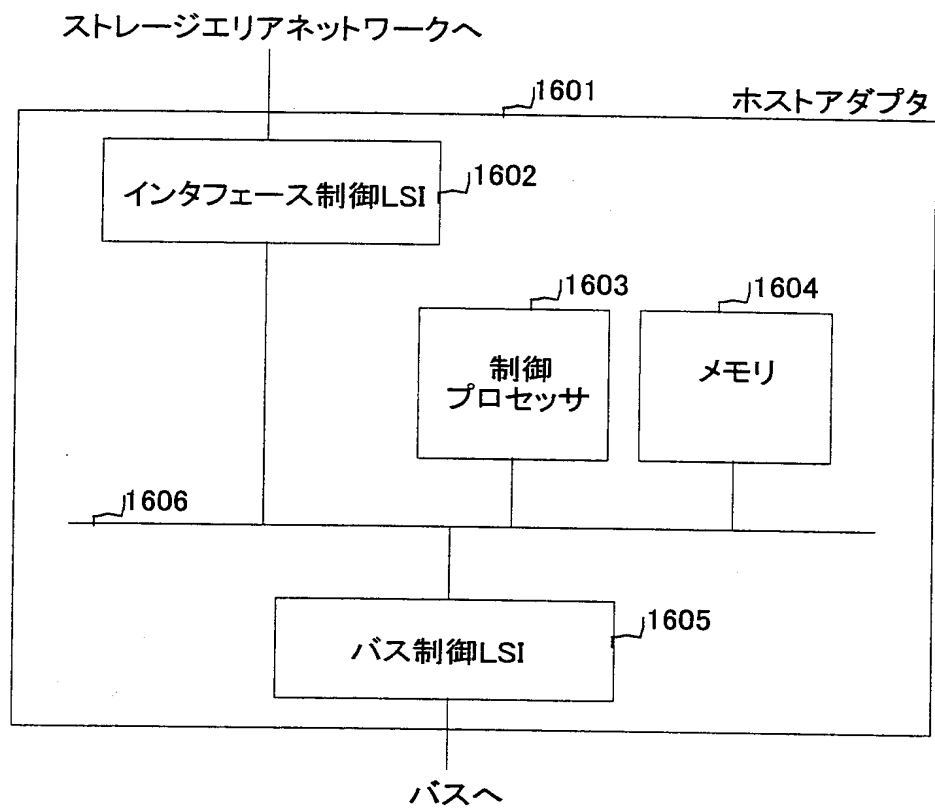 ストレージエリアネットワークへ
1601
ホストアダプタ
インタフェース制御LSI
1602
1603
1604
制御
プロセッサ
メモリ
1606
バス制御LSI
1605
バスへ